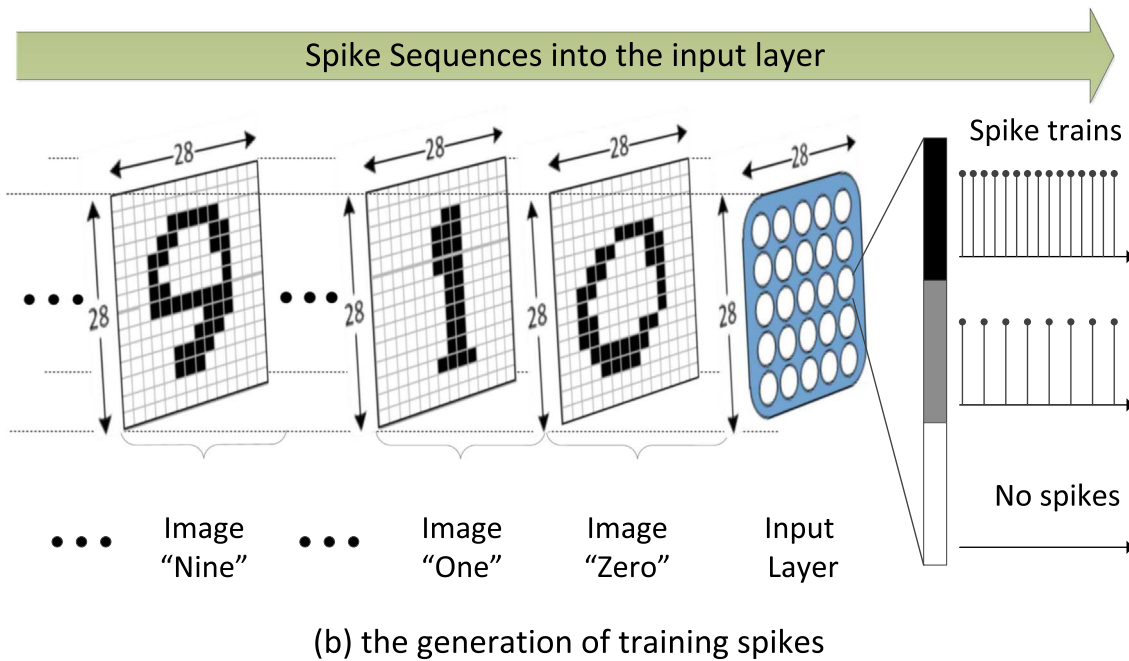 Spike Sequences into the input layer
Spike trains
28
28
28
28
28
28
28
28
No spikes
Image
“Nine”
Image
“One”
Image
“Zero”
Input
Layer
(b) the generation of training spikes